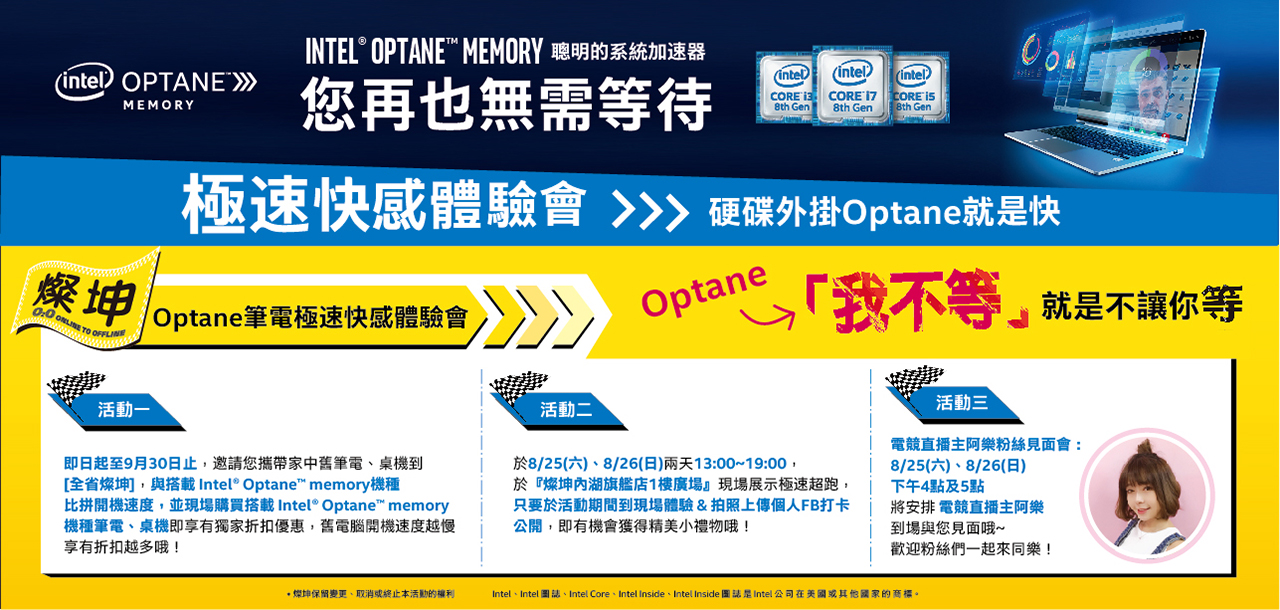 intel OPTANE™
MEMORY
INTEL® OPTANE™ MEMORY 聰明的系統加速器
您再也無需等待
intel
CORE i3
8th Gen
intel
CORE i7
8th Gen
intel
CORE i5
8th Gen
極速快感體驗會 >>> 硬碟外掛Optane就是快
燦坤
O2O ONLINE TO OFFLINE
Optane筆電極速快感體驗會
Optane
「我不等」就是不讓你等
活動一
即日起至9月30日止，邀請您攜帶家中舊筆電、桌機到
[全省燦坤]，與搭載 Intel® Optane™ memory機種
比拼開機速度，並現場購買搭載 Intel® Optane™ memory
機種筆電、桌機即享有獨家折扣優惠，舊電腦開機速度越慢
享有折扣越多哦！
活動二
於8/25(六)、8/26(日)兩天13:00~19:00，
於『燦坤內湖旗艦店1樓廣場』現場展示極速超跑，
只要於活動期間到現場體驗 & 拍照上傳個人FB打卡
公開，即有機會獲得精美小禮物哦！
活動三
電競直播主阿樂粉絲見面會：
8/25(六)、8/26(日)
下午4點及5點
將安排 電競直播主阿樂
到場與您見面哦~
歡迎粉絲們一起來同樂！
•燦坤保留變更、取消或終止本活動的權利
Intel、Intel 圖誌、Intel Core、Intel Inside、Intel Inside 圖誌是 Intel 公司在美國或其他國家的商標。